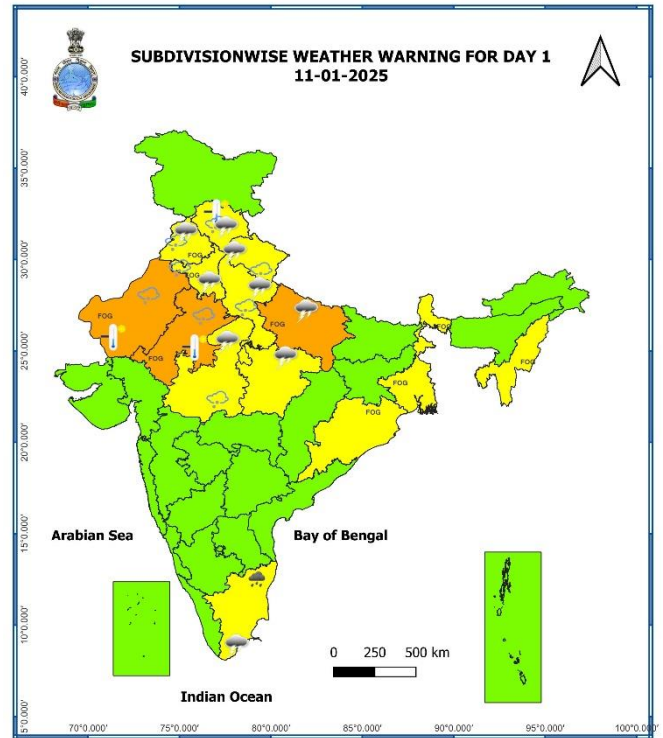 SUBDIVISIONWISE WEATHER WARNING FOR DAY 1
11-01-2025
40°0.000'
35°0.000'
30°0.000'
25°0.000'
20°0.000'
15°0.000'
10°0.000'
5°0.000'
FOG
FOG
FOG
FOG
FOG
FOG
FOG
FOG
FOG
Arabian Sea
Bay of Bengal
0 250 500 km
Indian Ocean
70°0.000' 75°0.000' 80°0.000' 85°0.000' 90°0.000' 95°0.000' 100°0.000'